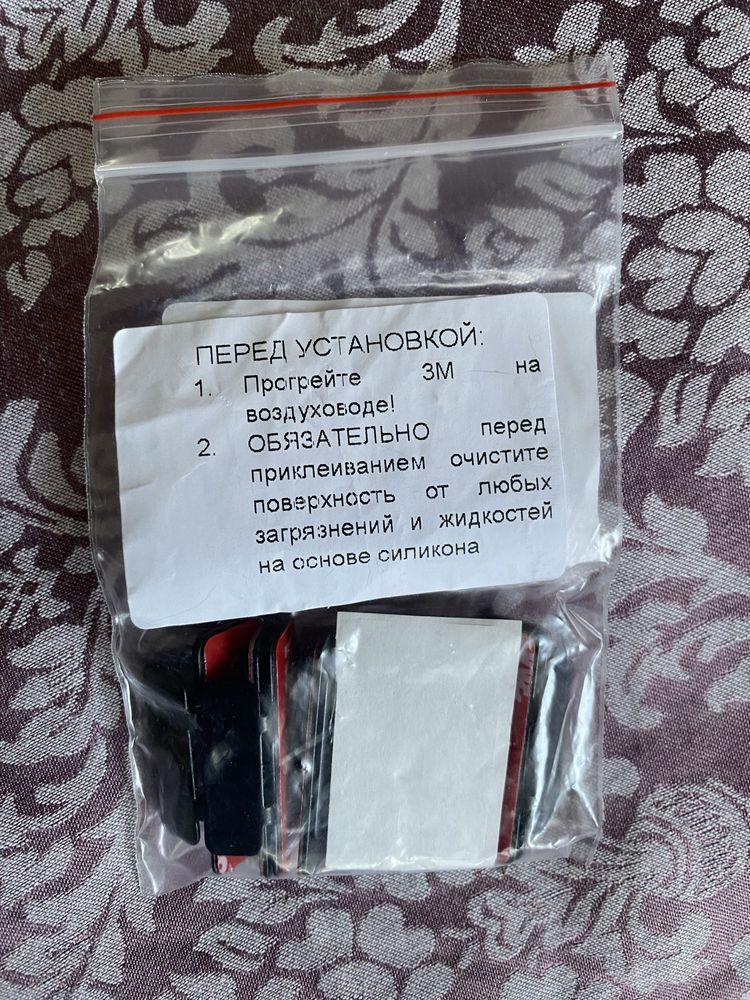 ПЕРЕД УСТАНОВКОЙ:
1. Прогрейте 3М на
воздуховоде!
2. ОБЯЗАТЕЛЬНО перед
приклеиванием очистите
поверхность от любых
загрязнений и жидкостей
на основе силикона